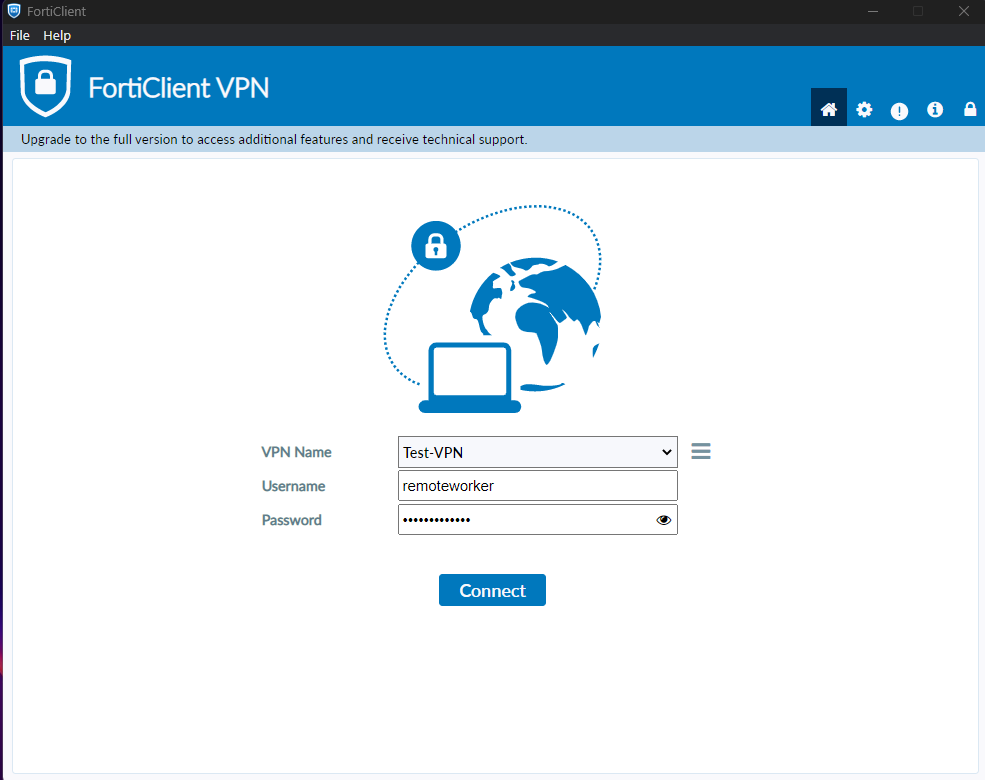 FortiClient
File Help
FortiClient VPN
Upgrade to the full version to access additional features and receive technical support.
VPN Name Test-VPN
Username remoteworker
Password •••••••••••••
Connect